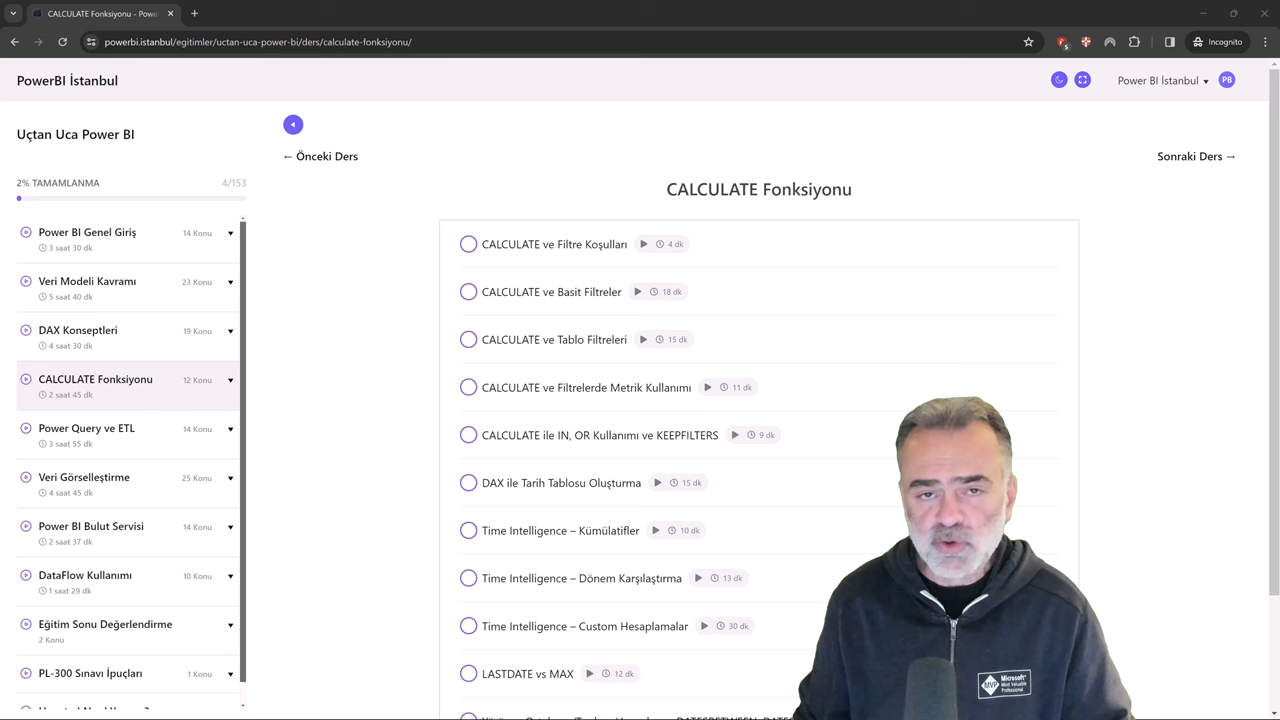 CALCULATE Fonksiyonu – Powe
powerbi.istanbul/egitimler/uctan-uca-power-bi/ders/calculate-fonksiyonu/
Incognito
PowerBI İstanbul
Power BI İstanbul
PB
Uçtan Uca Power BI
2% TAMAMLANMA
4/153
Power BI Genel Giriş
14 Konu
3 saat 30 dk
Veri Modeli Kavramı
23 Konu
5 saat 40 dk
DAX Konseptleri
19 Konu
4 saat 30 dk
CALCULATE Fonksiyonu
12 Konu
2 saat 45 dk
Power Query ve ETL
14 Konu
3 saat 55 dk
Veri Görselleştirme
25 Konu
4 saat 45 dk
Power BI Bulut Servisi
14 Konu
2 saat 37 dk
DataFlow Kullanımı
10 Konu
1 saat 29 dk
Eğitim Sonu Değerlendirme
2 Konu
PL-300 Sınavı İpuçları
1 Konu
← Önceki Ders
Sonraki Ders →
CALCULATE Fonksiyonu
CALCULATE ve Filtre Koşulları 4 dk
CALCULATE ve Basit Filtreler 18 dk
CALCULATE ve Tablo Filtreleri 15 dk
CALCULATE ve Filtrelerde Metrik Kullanımı 11 dk
CALCULATE ile IN, OR Kullanımı ve KEEPFILTERS 9 dk
DAX ile Tarih Tablosu Oluşturma 15 dk
Time Intelligence – Kümülatifler 10 dk
Time Intelligence – Dönem Karşılaştırma 13 dk
Time Intelligence – Custom Hesaplamalar 30 dk
LASTDATE vs MAX 12 dk
MVP
Microsoft
Most Valuable
Professional